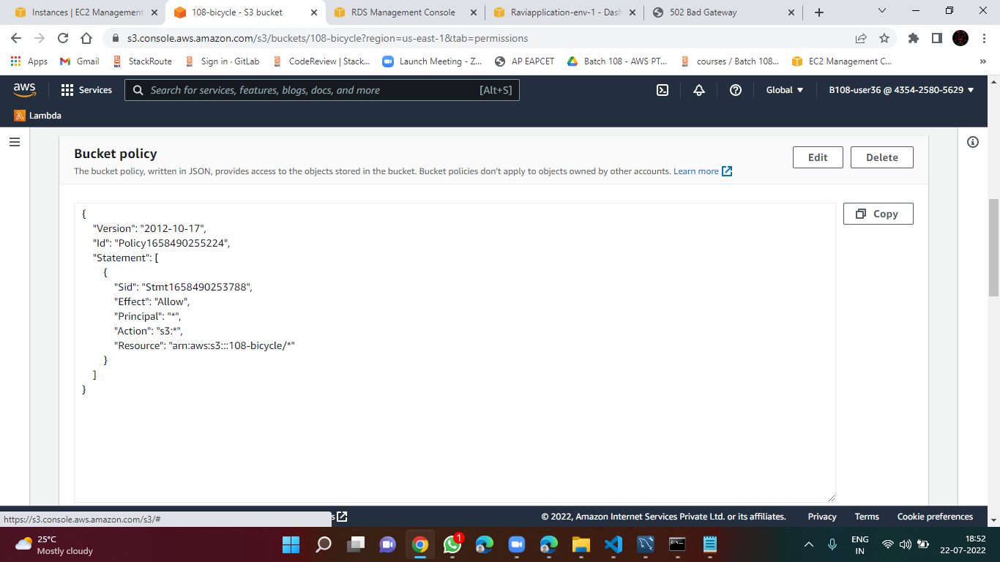 Instances | EC2 Management
108-bicycle - S3 bucket
RDS Management Console
Raviapplication-env-1 - Dash
502 Bad Gateway
s3.console.aws.amazon.com/s3/buckets/108-bicycle?region=us-east-1&tab=permissions
Apps
Gmail
StackRoute
Sign in · GitLab
CodeReview | Stack...
Launch Meeting - Z...
AP EAPCET
Batch 108 - AWS PT...
courses / Batch 108...
EC2 Management C...
»
aws
Services
Search for services, features, blogs, docs, and more
[Alt+S]
Global
B108-user36 @ 4354-2580-5629
Lambda
Bucket policy
Edit
Delete
The bucket policy, written in JSON, provides access to the objects stored in the bucket. Bucket policies don't apply to objects owned by other accounts. Learn more
Copy
{
"Version": "2012-10-17",
"Id": "Policy1658490255224",
"Statement": [
{
"Sid": "Stmt1658490253788",
"Effect": "Allow",
"Principal": "*",
"Action": "s3:*",
"Resource": "arn:aws:s3:::108-bicycle/*"
}
]
}
https://s3.console.aws.amazon.com/s3/#
s
© 2022, Amazon Internet Services Private Ltd. or its affiliates.
Privacy
Terms
Cookie preferences
25°C
Mostly cloudy
1
ENG
IN
18:52
22-07-2022